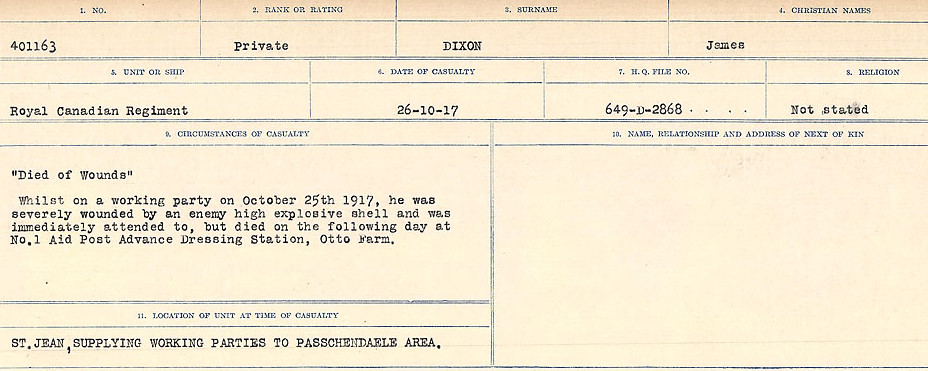 1. NO. 2. RANK OR RATING 3. SURNAME 4. CHRISTIAN NAMES
401163 Private DIXON James
5. UNIT OR SHIP 6. DATE OF CASUALTY 7. H.Q. FILE NO. 8. RELIGION
Royal Canadian Regiment 26-10-17 649-D-2868 . . . . Not stated
9. CIRCUMSTANCES OF CASUALTY
"Died of Wounds"
Whilst on a working party on October 25th 1917, he was
severely wounded by an enemy high explosive shell and was
immediately attended to, but died on the following day at
No.1 Aid Post Advance Dressing Station, Otto Farm.
10. NAME, RELATIONSHIP AND ADDRESS OF NEXT OF KIN
11. LOCATION OF UNIT AT TIME OF CASUALTY
ST.JEAN, SUPPLYING WORKING PARTIES TO PASSCHENDAELE AREA.